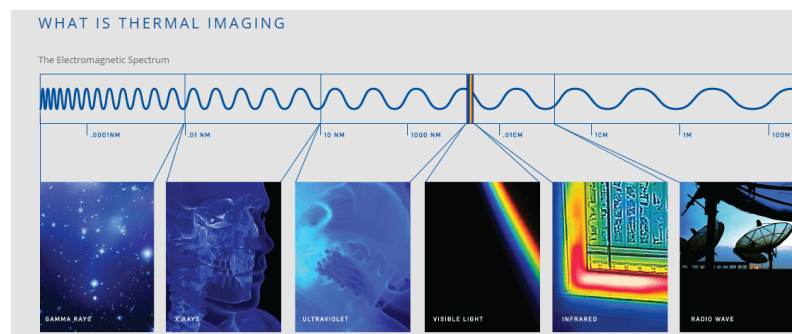 WHAT IS THERMAL IMAGING
The Electromagnetic Spectrum
.0001NM
.01 NM
10 NM
1000 NM
.01CM
1CM
1M
100M
GAMMA RAYS
X RAYS
ULTRAVIOLET
VISIBLE LIGHT
INFRARED
RADIO WAVE